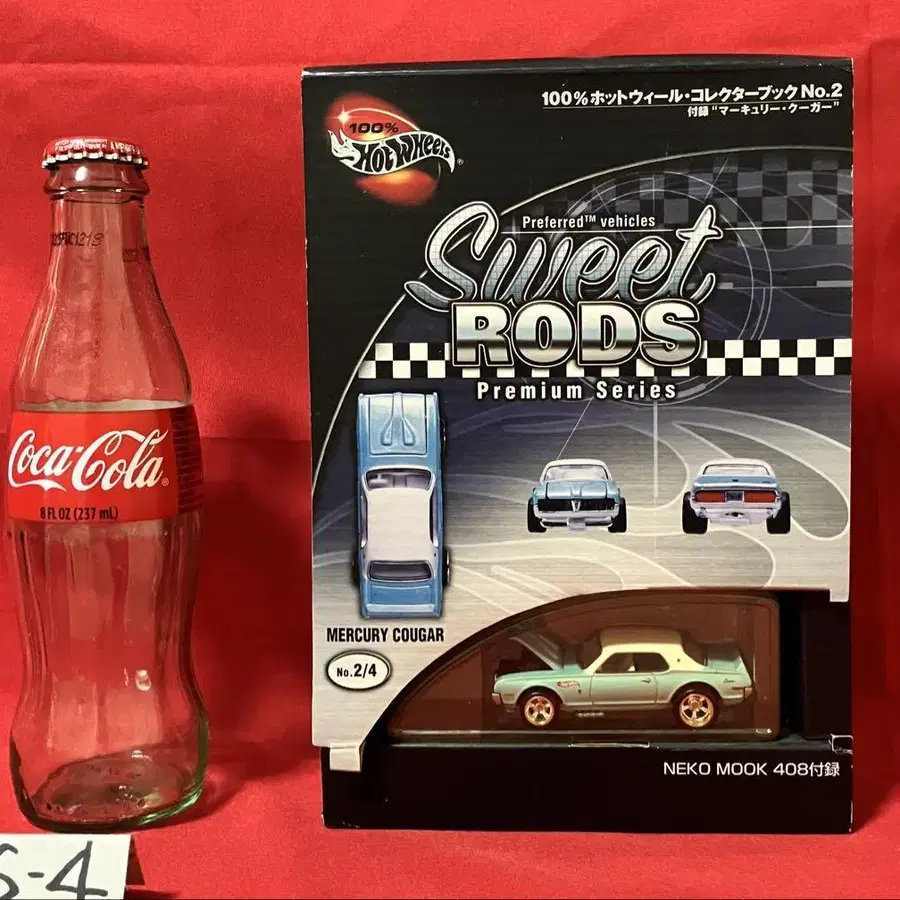 100%ホットウィール・コレクターブック No.2
付録"マーキュリー・クーガー"
100%
HOT WHEELS®
Preferred™ vehicles
Sweet
RODS
Premium Series
MERCURY COUGAR
No.2/4
NEKO MOOK 408付録
Coca-Cola®
8 FL OZ (237 mL)
S-4